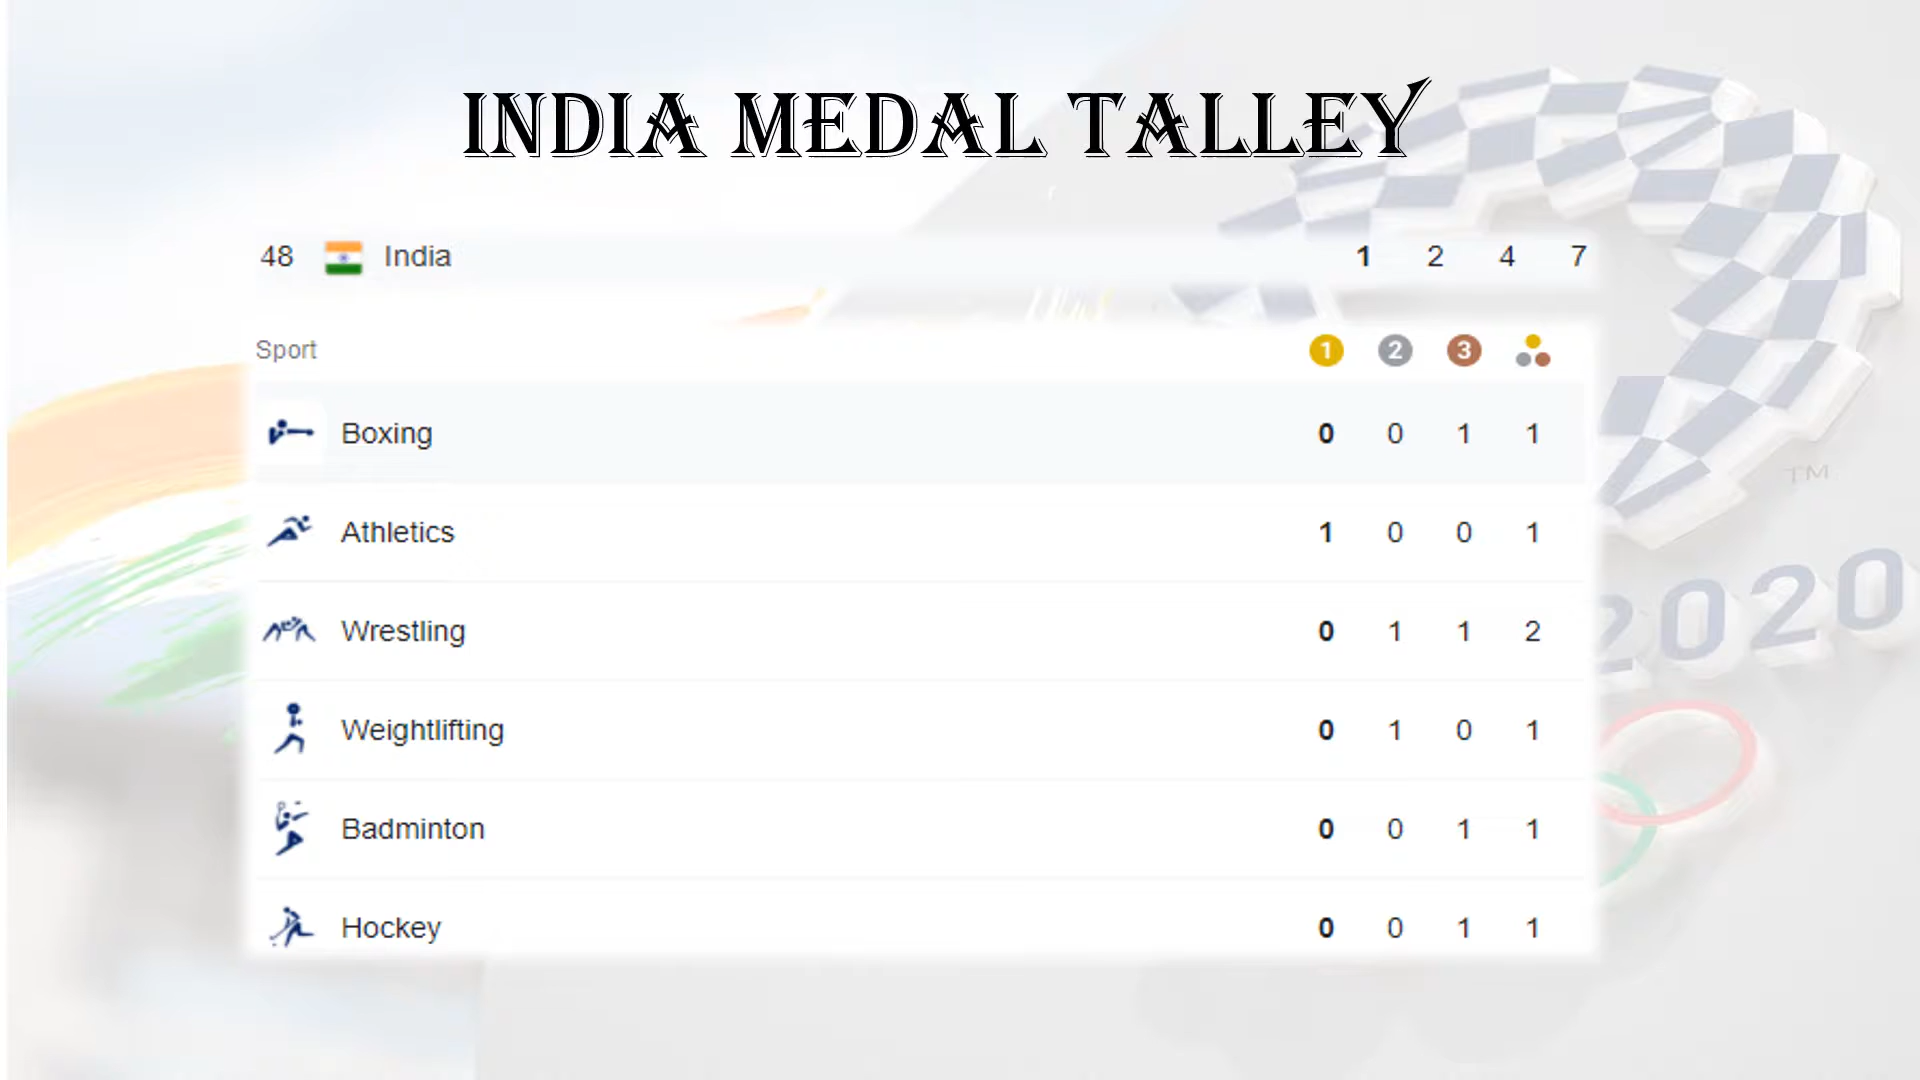 INDIA MEDAL TALLEY
48 India 1 2 4 7
Sport 1 2 3
Boxing 0 0 1 1
Athletics 1 0 0 1
TM
Wrestling 0 1 1 2
2020
Weightlifting 0 1 0 1
Badminton 0 0 1 1
Hockey 0 0 1 1